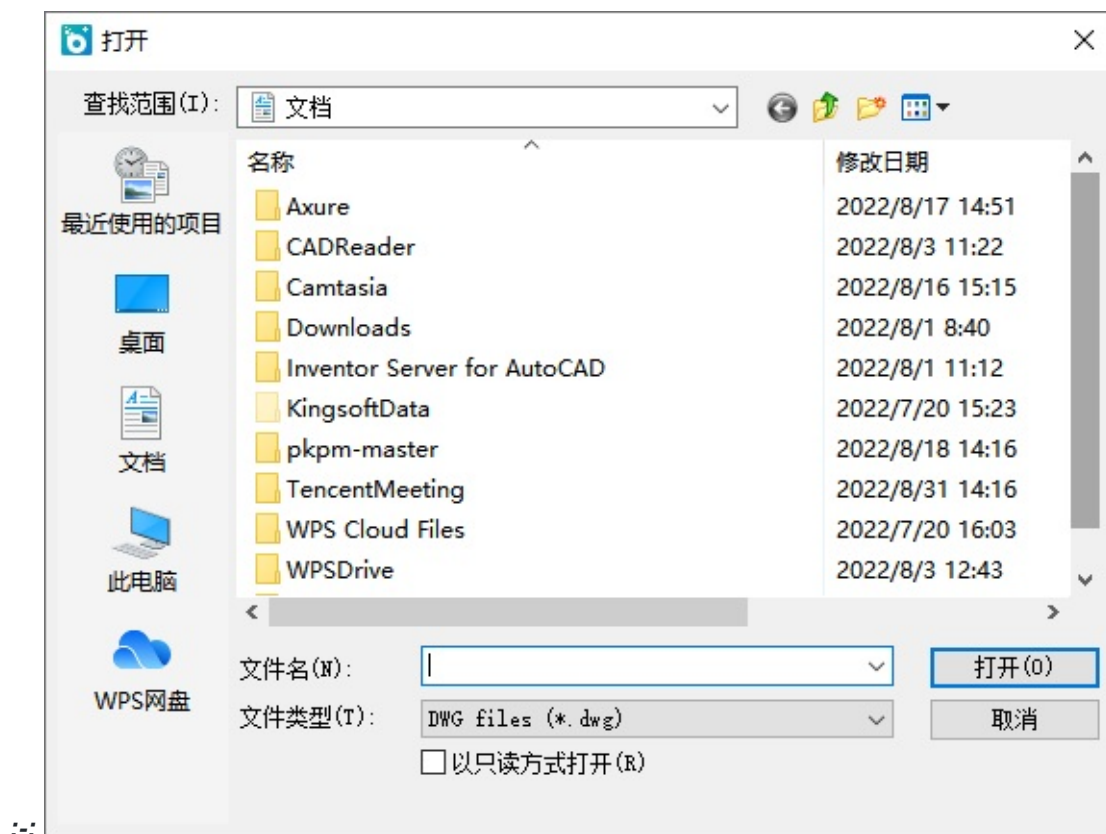 打开
查找范围(I):
文档
名称
修改日期
Axure
2022/8/17 14:51
CADReader
2022/8/3 11:22
Camtasia
2022/8/16 15:15
Downloads
2022/8/1 8:40
Inventor Server for AutoCAD
2022/8/1 11:12
KingsoftData
2022/7/20 15:23
pkpm-master
2022/8/18 14:16
TencentMeeting
2022/8/31 14:16
WPS Cloud Files
2022/7/20 16:03
WPSDrive
2022/8/3 12:43
最近使用的项目
桌面
文档
此电脑
WPS网盘
文件名(N):
打开(O)
文件类型(T):
DWG files (*.dwg)
取消
以只读方式打开(R)